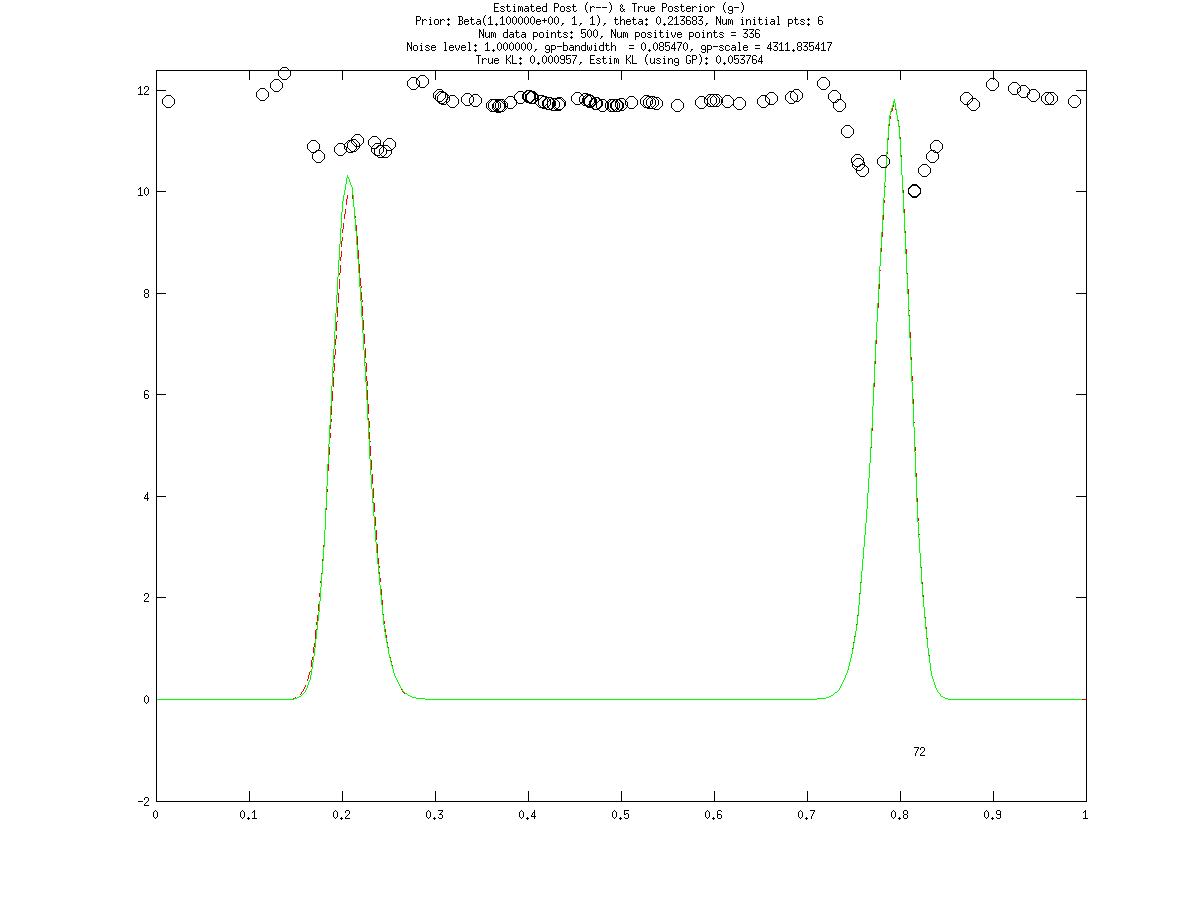 Estimated Post (r--) & True Posterior (g-)
Prior: Beta(1.100000e+00, 1, 1), theta: 0.213683, Num initial pts: 6
Num data points: 500, Num positive points = 336
Noise level: 1.000000, gp-bandwidth  = 0.085470, gp-scale = 4311.835417
True KL: 0.000957, Estim KL (using GP): 0.053764
12
10
8
6
4
2
0
72
-2
0 0.1 0.2 0.3 0.4 0.5 0.6 0.7 0.8 0.9 1